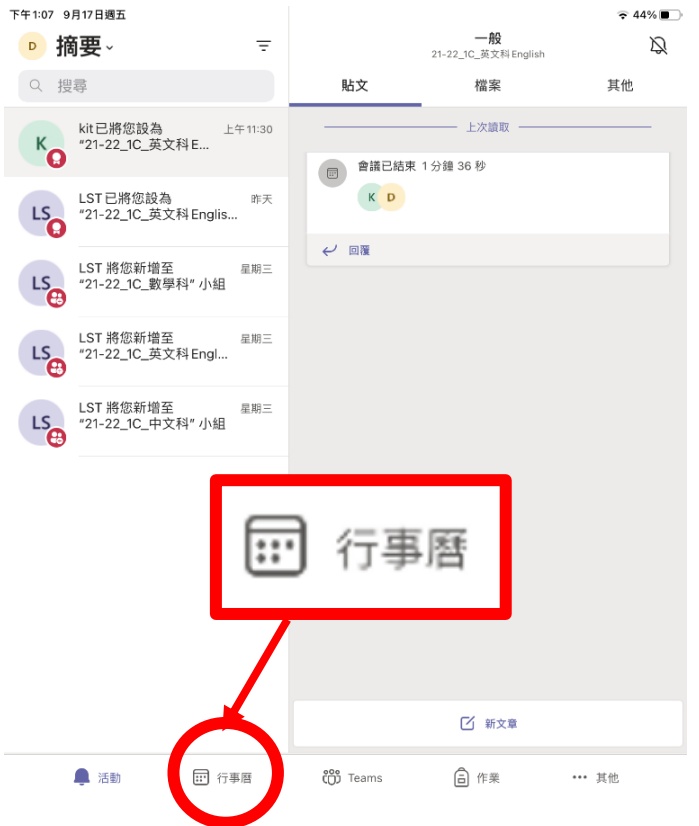 下午1:07 9月17日週五
44%
D 摘要
搜尋
K
kit已將您設為 上午11:30
“21-22_1C_英文科 E...
LS
LST已將您設為 昨天
“21-22_1C_英文科 Englis...
LS
LST 將您新增至 星期三
“21-22_1C_數學科” 小組
LS
LST 將您新增至 星期三
“21-22_1C_英文科 Engl...
LS
LST 將您新增至 星期三
“21-22_1C_中文科” 小組
一般
21-22_1C_英文科 English
貼文 檔案 其他
上次讀取
會議已結束 1 分鐘 36 秒
K D
回覆
行事曆
新文章
活動 行事曆 Teams 作業 其他